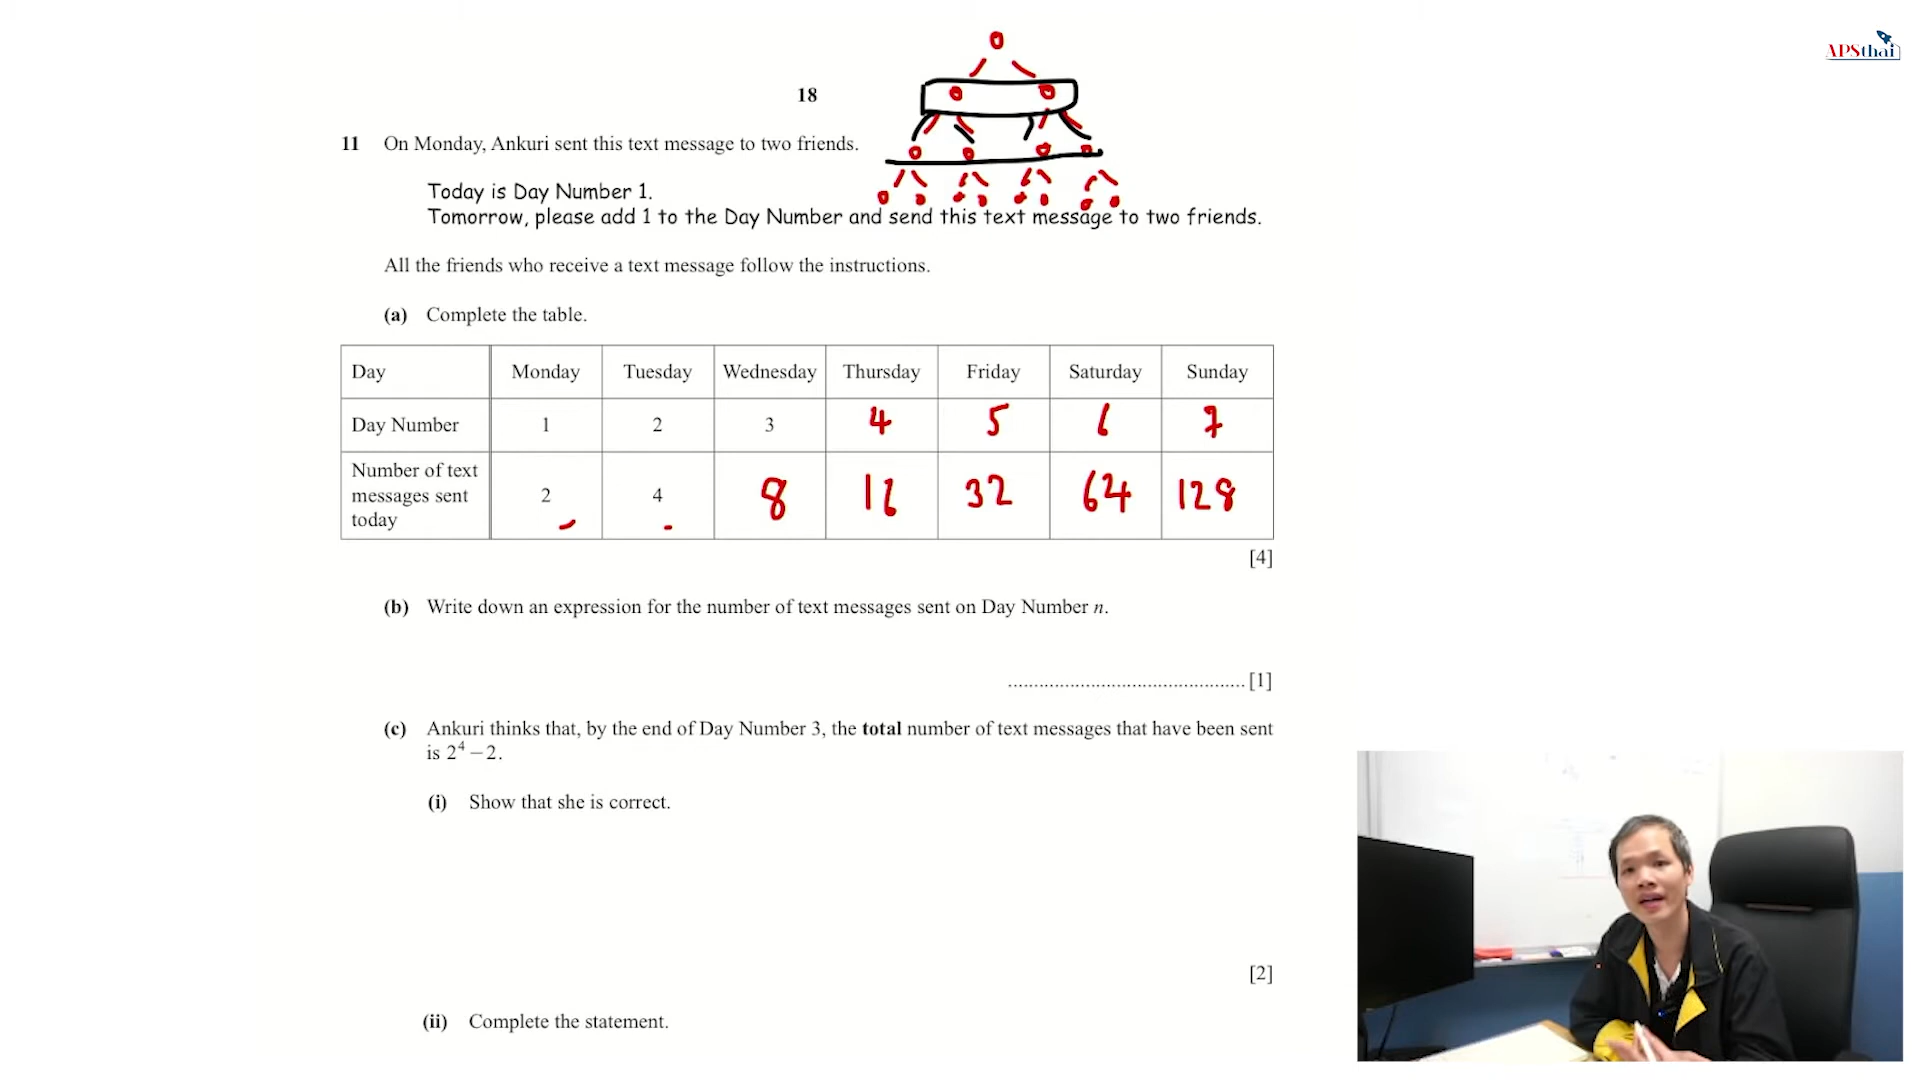 APSthai
18
11 On Monday, Ankuri sent this text message to two friends.
Today is Day Number 1.
Tomorrow, please add 1 to the Day Number and send this text message to two friends.
All the friends who receive a text message follow the instructions.
(a) Complete the table.
Day Monday Tuesday Wednesday Thursday Friday Saturday Sunday
Day Number 1 2 3 4 5 6 7
Number of text
messages sent 2 4 8 16 32 64 128
today
[4]
(b) Write down an expression for the number of text messages sent on Day Number n.
.............................................. [1]
(c) Ankuri thinks that, by the end of Day Number 3, the total number of text messages that have been sent
is 2⁴ – 2.
(i) Show that she is correct.
[2]
(ii) Complete the statement.